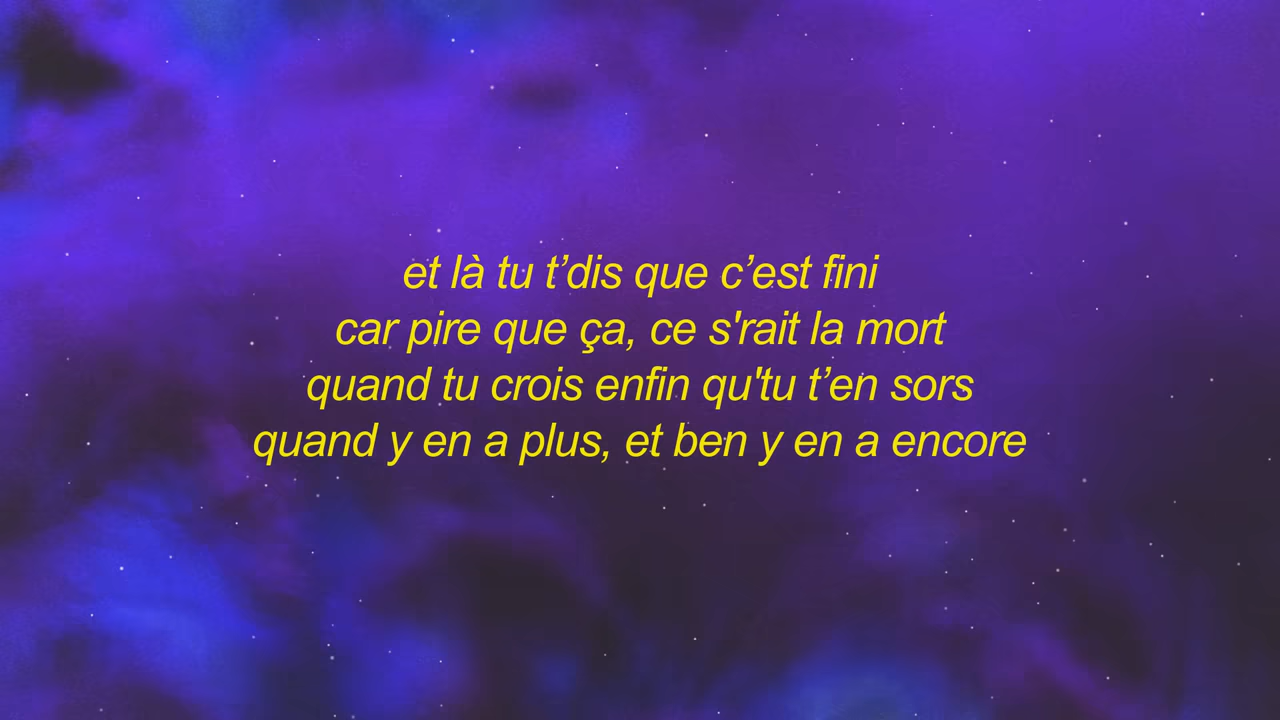 et là tu t’dis que c’est fini
car pire que ça, ce s'rait la mort
quand tu crois enfin qu'tu t’en sors
quand y en a plus, et ben y en a encore